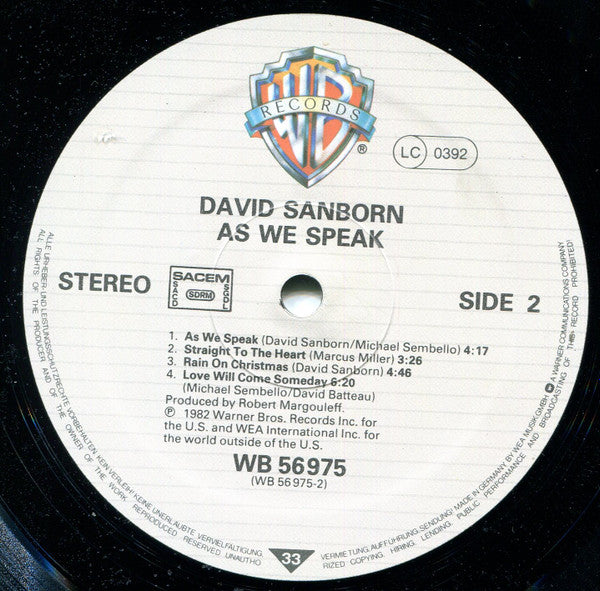 WB
RECORDS
®
LC 0392
DAVID SANBORN
AS WE SPEAK
STEREO
SACEM
SACD
SDRM
SGDL
SIDE 2
1. As We Speak (David Sanborn/Michael Sembello) 4:17
2. Straight To The Heart (Marcus Miller) 3:26
3. Rain On Christmas (David Sanborn) 4:46
4. Love Will Come Someday 6:20
(Michael Sembello/David Batteau)
Produced by Robert Margouleff.
℗ 1982 Warner Bros. Records Inc. for
the U.S. and WEA International Inc. for
the world outside of the U.S.
WB 56 975
(WB 56 975-2)
33
ALLE URHEBER- UND LEISTUNGSSCHUTZRECHTE VORBEHALTEN. KEIN VERLEIH! KEINE UNERLAUBTE VERVIELFÄLTIGUNG,
VERMIETUNG, AUFFÜHRUNG, SENDUNG! MADE IN GERMANY BY WEA MUSIK GMBH. A WARNER COMMUNICATIONS COMPANY
ALL RIGHTS OF THE PRODUCER AND OF THE OWNER OF THE WORK REPRODUCED RESERVED UNAUTHO
RIZED COPYING, HIRING, LENDING, PUBLIC PERFORMANCE AND BROADCASTING OF THIS RECORD PROHIBITED!